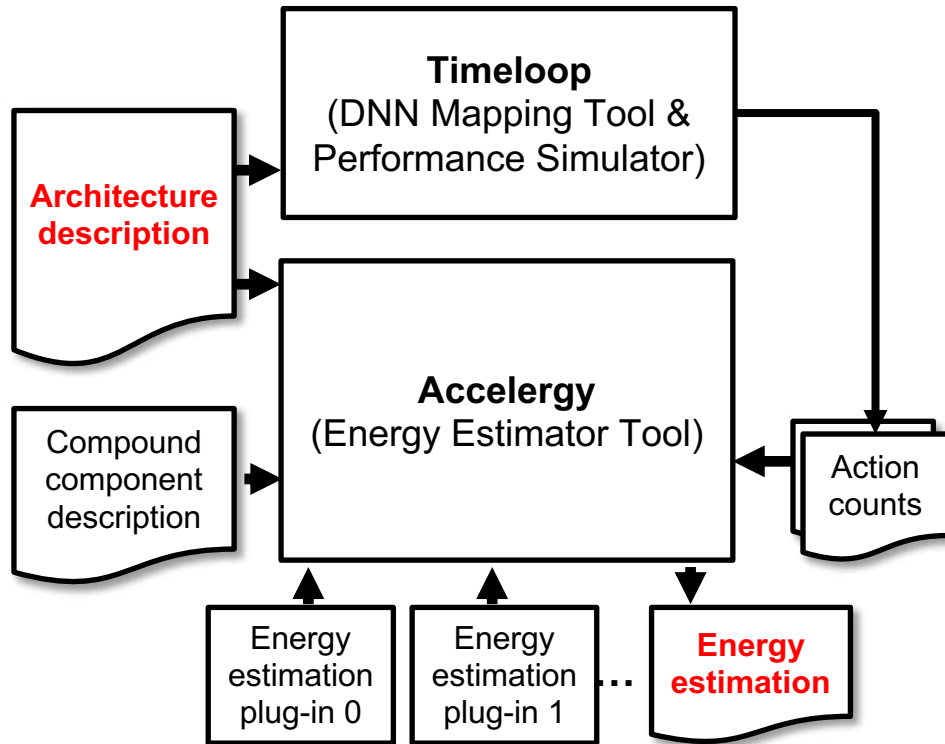 Timeloop
(DNN Mapping Tool &
Performance Simulator)
Architecture
description
Accelergy
(Energy Estimator Tool)
Compound
component
description
Action
counts
Energy
estimation
plug-in 0
Energy
estimation
plug-in 1
...
Energy
estimation